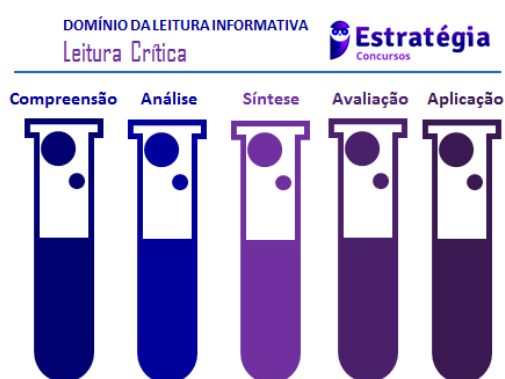 DOMÍNIO DA LEITURA INFORMATIVA
Leitura Crítica
Estratégia
Concursos
Compreensão Análise Síntese Avaliação Aplicação